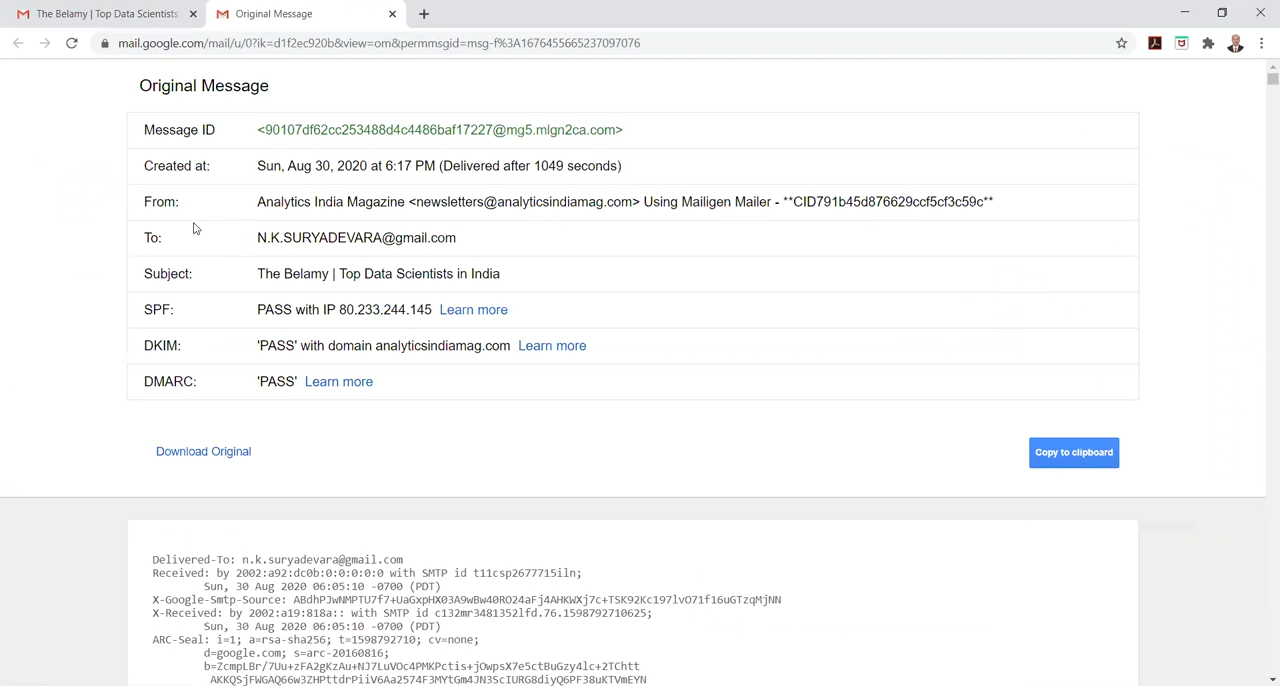 The Belamy | Top Data Scientists
Original Message
mail.google.com/mail/u/0?ik=d1f2ec920b&view=om&permmsgid=msg-f%3A1676455665237097076
Original Message
Message ID <90107df62cc253488d4c4486baf17227@mg5.mlgn2ca.com>
Created at: Sun, Aug 30, 2020 at 6:17 PM (Delivered after 1049 seconds)
From: Analytics India Magazine <newsletters@analyticsindiamag.com> Using Mailigen Mailer - **CID791b45d876629ccf5cf3c59c**
To: N.K.SURYADEVARA@gmail.com
Subject: The Belamy | Top Data Scientists in India
SPF: PASS with IP 80.233.244.145 Learn more
DKIM: 'PASS' with domain analyticsindiamag.com Learn more
DMARC: 'PASS' Learn more
Download Original
Copy to clipboard
Delivered-To: n.k.suryadevara@gmail.com
Received: by 2002:a92:dc0b:0:0:0:0:0 with SMTP id t11csp2677715iln;
Sun, 30 Aug 2020 06:05:10 -0700 (PDT)
X-Google-Smtp-Source: ABdhPJwNMPTU7f7+UaGxpHX03A9wBw40RO24aFj4AHKWXj7c+TSK92Kc197lvO71f16uGTzqMjNN
X-Received: by 2002:a19:818a:: with SMTP id c132mr3481352lfd.76.1598792710625;
Sun, 30 Aug 2020 06:05:10 -0700 (PDT)
ARC-Seal: i=1; a=rsa-sha256; t=1598792710; cv=none;
d=google.com; s=arc-20160816;
b=ZcmpLBr/7Uu+zFA2gKzAu+NJ7LuVOc4PMKPctis+jOwpsX7e5ctBuGzy4lc+2TChtt
AKKQSjFWGAQ66w3ZHPttdrPiiV6Aa2574F3MYtGm4JN3ScIURG8diyQ6PF38uKTVmEYN